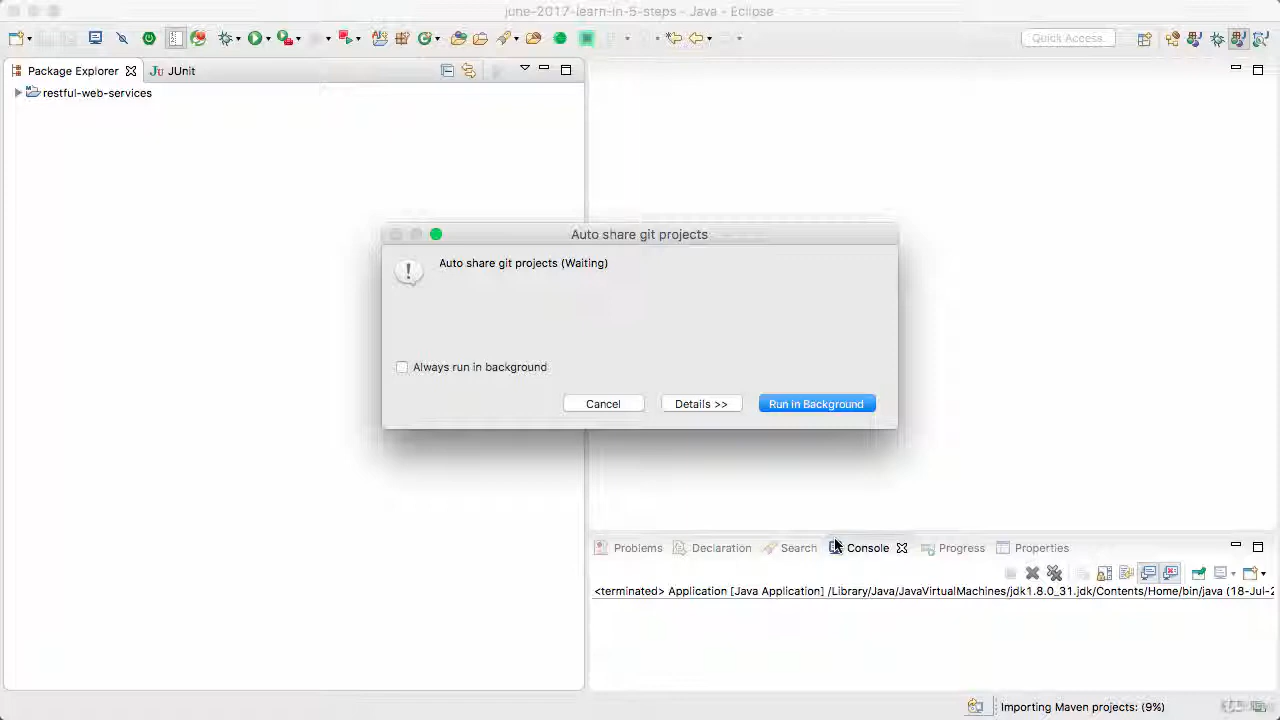 june-2017-learn-in-5-steps - Java - Eclipse
Quick Access
Package Explorer
JUnit
restful-web-services
Auto share git projects
Auto share git projects (Waiting)
Always run in background
Cancel
Details >>
Run in Background
Problems
Declaration
Search
Console
Progress
Properties
<terminated> Application [Java Application] /Library/Java/JavaVirtualMachines/jdk1.8.0_31.jdk/Contents/Home/bin/java (18-Jul-2
Importing Maven projects: (9%)